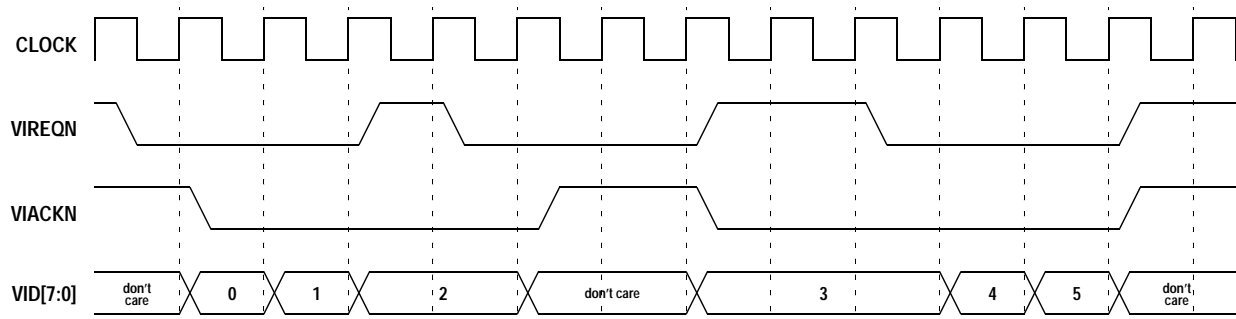 CLOCK
VIREQN
VIACKN
VID[7:0]
don't
care
0
1
2
don't care
3
4
5
don't
care